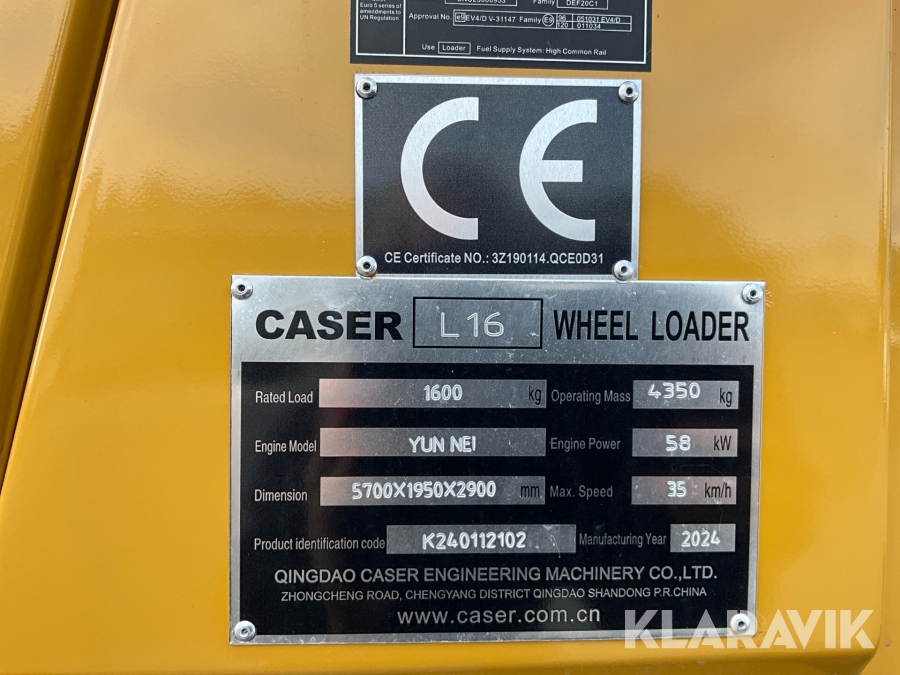 Euro 5 series of
amendments to
UN Regulation
Family DEF20C1
Approval No. e9 EV4/D V-31147 Family E9 96 051031 EV4/D
120 011034
Use Loader Fuel Supply System: High Common Rail
CE
CE Certificate NO.: 3Z190114.QCE0D31
CASER L16 WHEEL LOADER
Rated Load 1600 kg Operating Mass 4350 kg
Engine Model YUN NEI Engine Power 58 kW
Dimension 5700X1950X2900 mm Max. Speed 35 km/h
Product identification code K240112102 Manufacturing Year 2024
QINGDAO CASER ENGINEERING MACHINERY CO.,LTD.
ZHONGCHENG ROAD, CHENGYANG DISTRICT QINGDAO SHANDONG P.R.CHINA
www.caser.com.cn
KLARAVIK